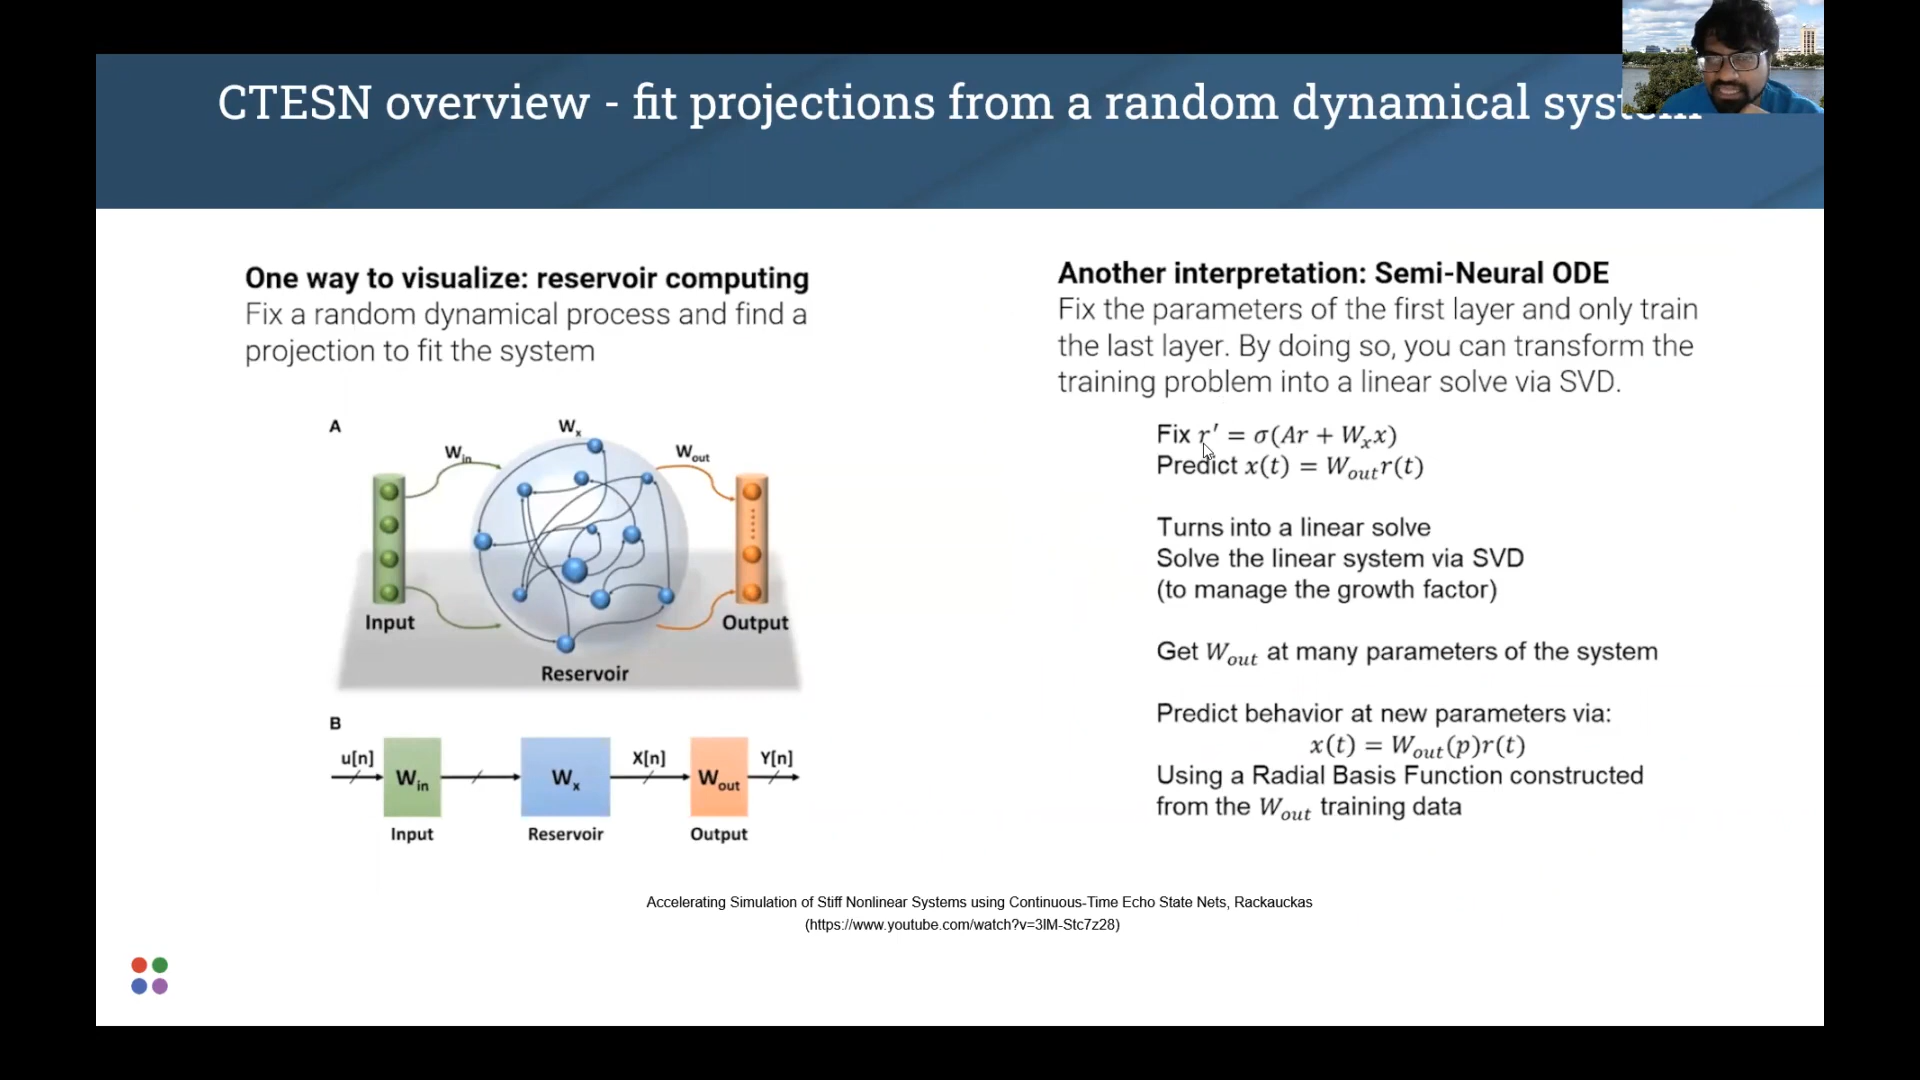 CTESN overview - fit projections from a random dynamical system
One way to visualize: reservoir computing
Fix a random dynamical process and find a
projection to fit the system
A
Wₓ
W_in
W_out
Input
Output
Reservoir
B
u[n]
X[n]
Y[n]
W_in
Wₓ
W_out
Input
Reservoir
Output
Another interpretation: Semi-Neural ODE
Fix the parameters of the first layer and only train
the last layer. By doing so, you can transform the
training problem into a linear solve via SVD.
Fix r′ = σ(Ar + Wₓx)
Predict x(t) = W_out r(t)
Turns into a linear solve
Solve the linear system via SVD
(to manage the growth factor)
Get W_out at many parameters of the system
Predict behavior at new parameters via:
x(t) = W_out(p)r(t)
Using a Radial Basis Function constructed
from the W_out training data
Accelerating Simulation of Stiff Nonlinear Systems using Continuous-Time Echo State Nets, Rackauckas
(https://www.youtube.com/watch?v=3IM-Stc7z28)